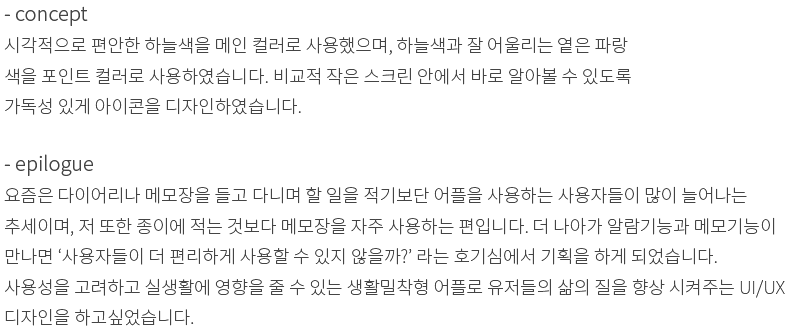 - concept
시각적으로 편안한 하늘색을 메인 컬러로 사용했으며, 하늘색과 잘 어울리는 옅은 파랑
색을 포인트 컬러로 사용하였습니다. 비교적 작은 스크린 안에서 바로 알아볼 수 있도록
가독성 있게 아이콘을 디자인하였습니다.
- epilogue
요즘은 다이어리나 메모장을 들고 다니며 할 일을 적기보단 어플을 사용하는 사용자들이 많이 늘어나는
추세이며, 저 또한 종이에 적는 것보다 메모장을 자주 사용하는 편입니다. 더 나아가 알람기능과 메모기능이
만나면 ‘사용자들이 더 편리하게 사용할 수 있지 않을까?’ 라는 호기심에서 기획을 하게 되었습니다.
사용성을 고려하고 실생활에 영향을 줄 수 있는 생활밀착형 어플로 유저들의 삶의 질을 향상 시켜주는 UI/UX
디자인을 하고싶었습니다.